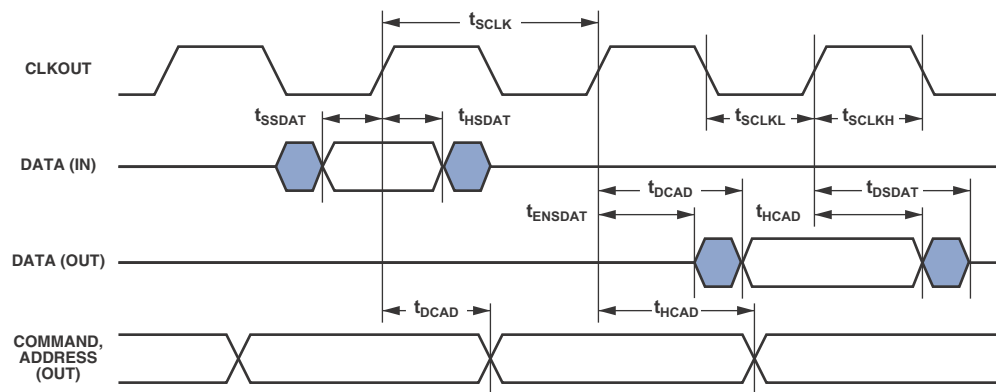 tSCLK
CLKOUT
tSSDAT
tHSDAT
tSCLKL
tSCLKH
DATA (IN)
tDCAD
tDSDAT
tENSDAT
tHCAD
DATA (OUT)
tDCAD
tHCAD
COMMAND,
ADDRESS
(OUT)